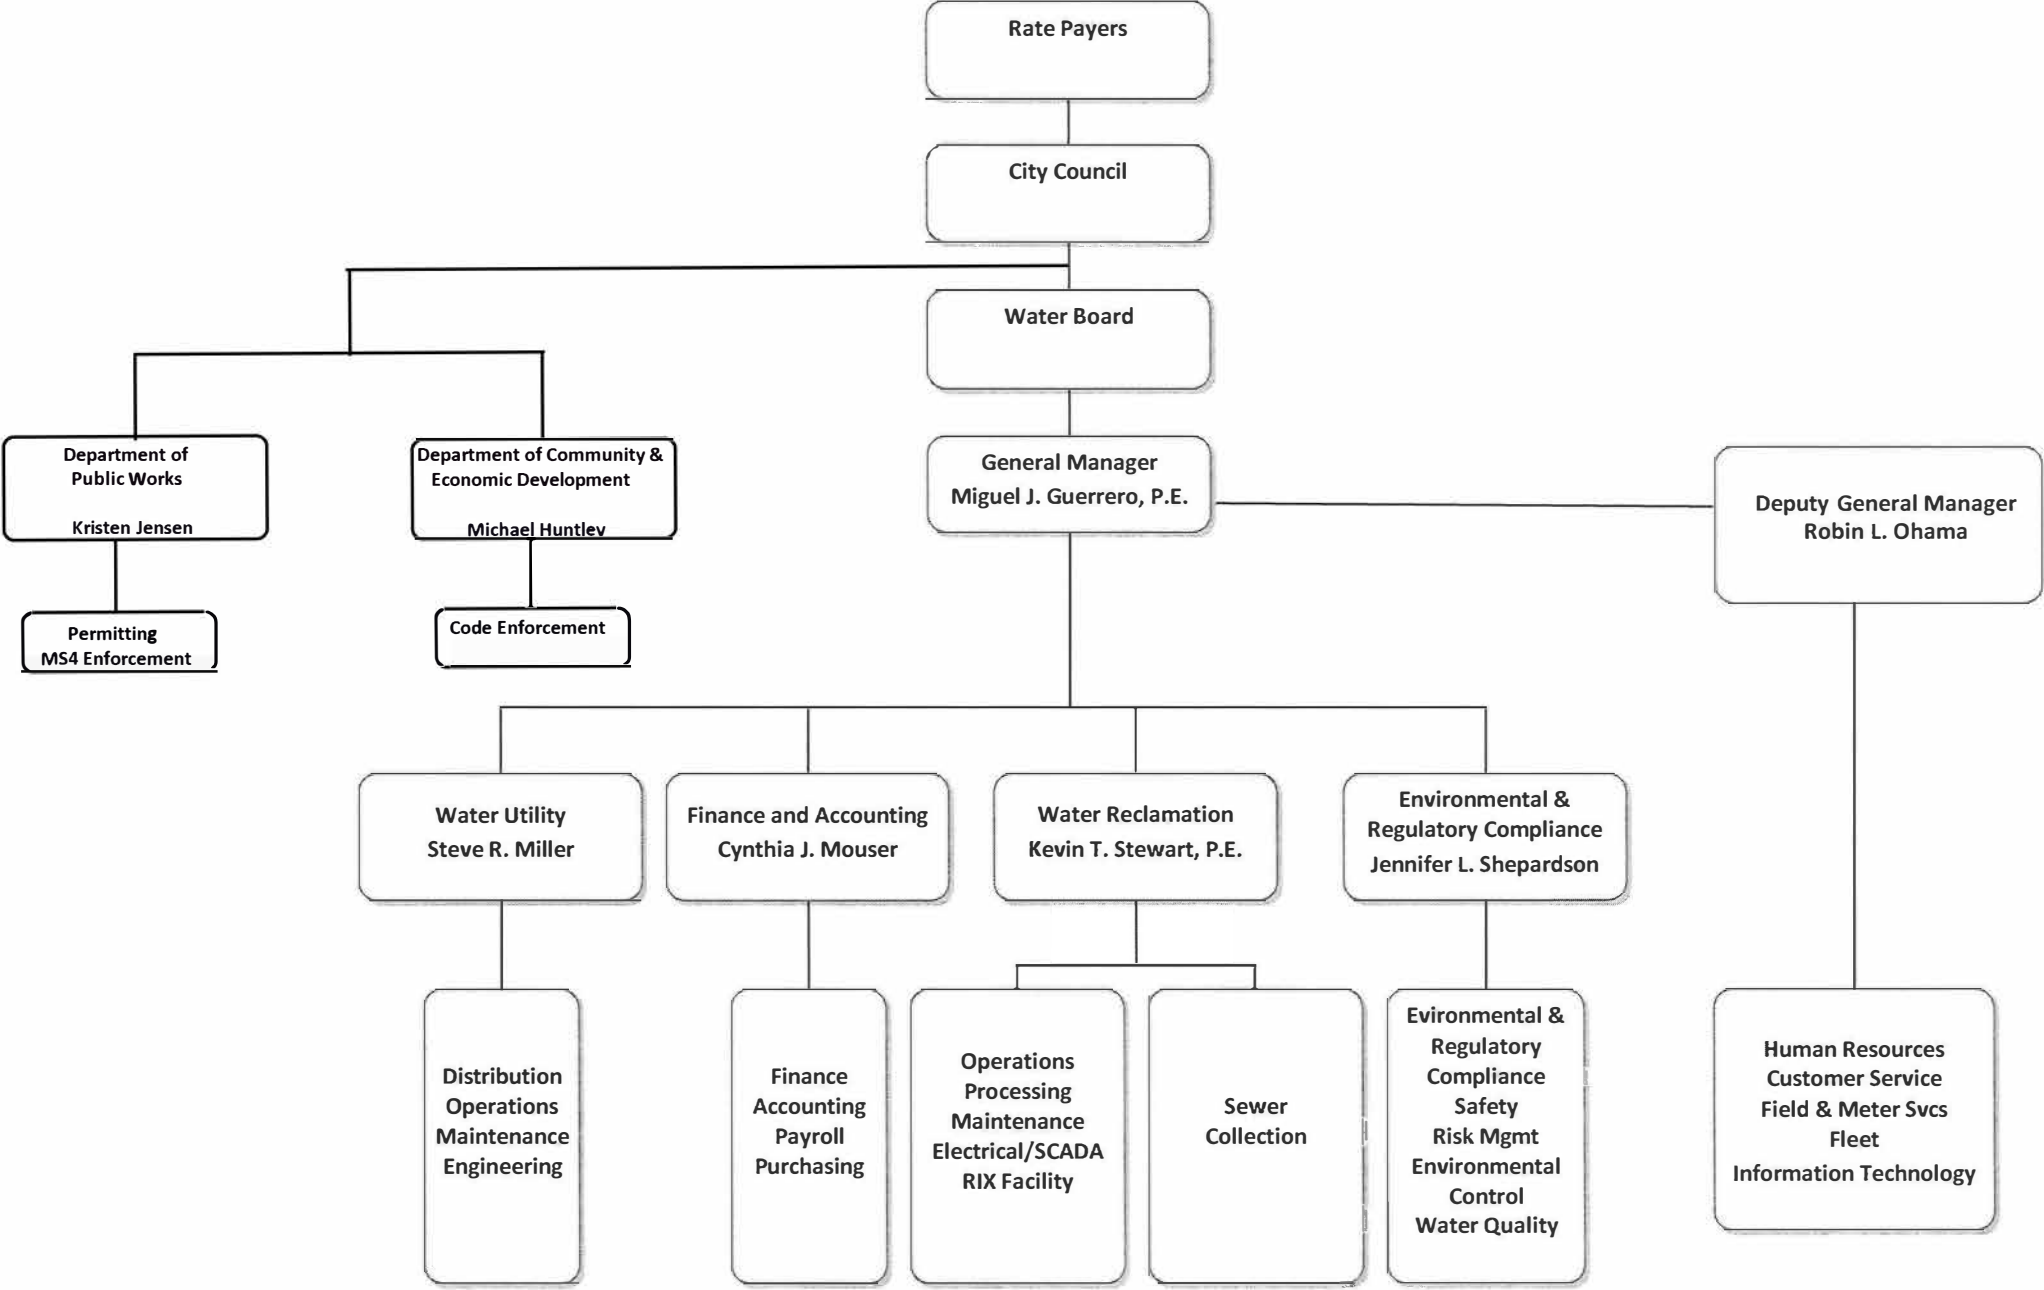 Rate Payers
City Council
Water Board
Department of
Public Works
Kristen Jensen
Department of Community &
Economic Development
Michael Huntley
General Manager
Miguel J. Guerrero, P.E.
Deputy General Manager
Robin L. Ohama
Permitting
MS4 Enforcement
Code Enforcement
Water Utility
Steve R. Miller
Finance and Accounting
Cynthia J. Mouser
Water Reclamation
Kevin T. Stewart, P.E.
Environmental &
Regulatory Compliance
Jennifer L. Shepardson
Distribution
Operations
Maintenance
Engineering
Finance
Accounting
Payroll
Purchasing
Operations
Processing
Maintenance
Electrical/SCADA
RIX Facility
Sewer
Collection
Evironmental &
Regulatory
Compliance
Safety
Risk Mgmt
Environmental
Control
Water Quality
Human Resources
Customer Service
Field & Meter Svcs
Fleet
Information Technology